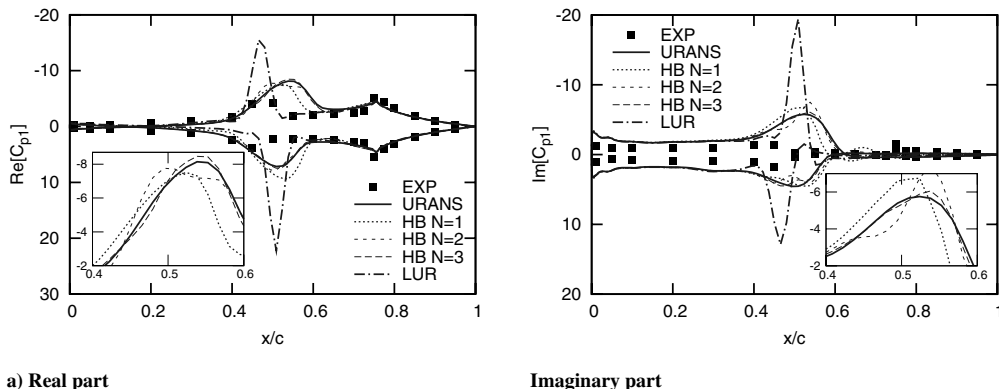 -20
-10
0
10
20
30
0 0.2 0.4 0.6 0.8 1
Re[Cp1]
x/c
EXP
URANS
HB N=1
HB N=2
HB N=3
LUR
-8
-6
-4
-2
0.4 0.5 0.6
a) Real part
-20
-10
0
10
20
0 0.2 0.4 0.6 0.8 1
Im[Cp1]
x/c
EXP
URANS
HB N=1
HB N=2
HB N=3
LUR
-6
-4
-2
0.4 0.5 0.6
Imaginary part